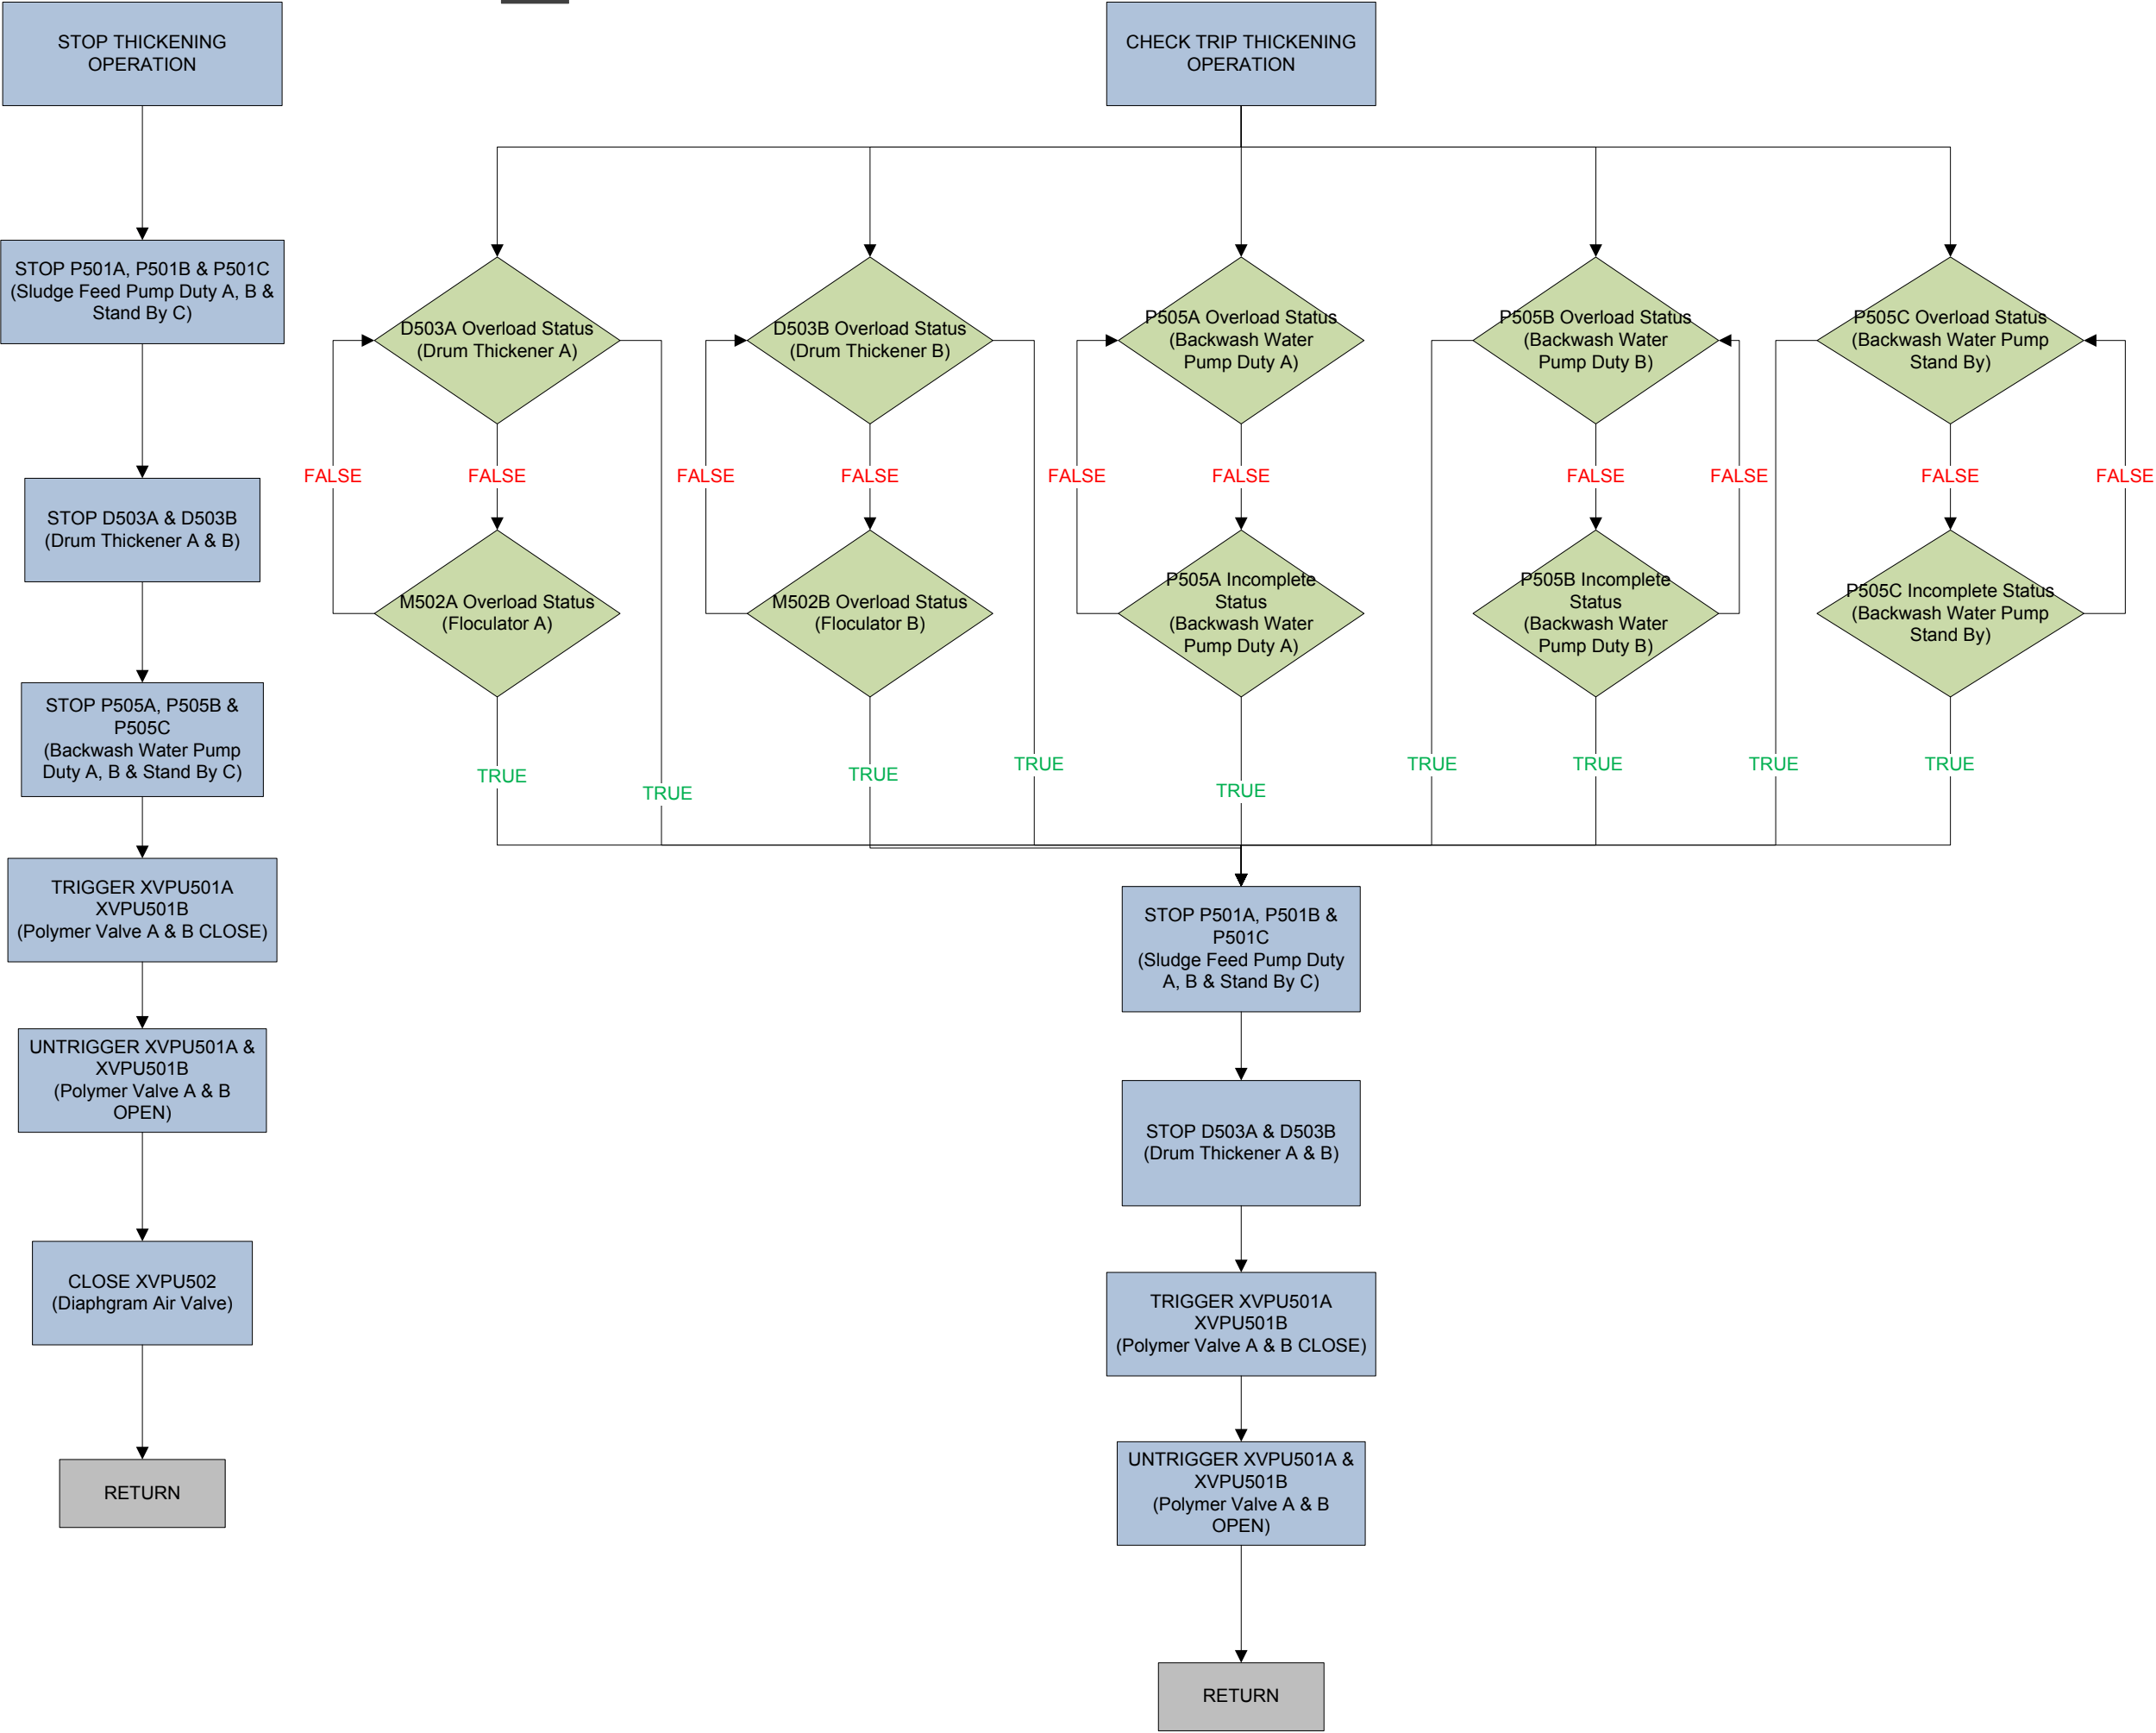 STOP THICKENING
OPERATION
STOP P501A, P501B & P501C
(Sludge Feed Pump Duty A, B &
Stand By C)
STOP D503A & D503B
(Drum Thickener A & B)
STOP P505A, P505B &
P505C
(Backwash Water Pump
Duty A, B & Stand By C)
TRIGGER XVPU501A
XVPU501B
(Polymer Valve A & B CLOSE)
UNTRIGGER XVPU501A &
XVPU501B
(Polymer Valve A & B
OPEN)
CLOSE XVPU502
(Diaphgram Air Valve)
RETURN
CHECK TRIP THICKENING
OPERATION
D503A Overload Status
(Drum Thickener A)
D503B Overload Status
(Drum Thickener B)
P505A Overload Status
(Backwash Water
Pump Duty A)
P505B Overload Status
(Backwash Water
Pump Duty B)
P505C Overload Status
(Backwash Water Pump
Stand By)
FALSE
FALSE
FALSE
FALSE
FALSE
FALSE
FALSE
FALSE
FALSE
FALSE
M502A Overload Status
(Floculator A)
M502B Overload Status
(Floculator B)
P505A Incomplete
Status
(Backwash Water
Pump Duty A)
P505B Incomplete
Status
(Backwash Water
Pump Duty B)
P505C Incomplete Status
(Backwash Water Pump
Stand By)
TRUE
TRUE
TRUE
TRUE
TRUE
TRUE
TRUE
TRUE
TRUE
STOP P501A, P501B &
P501C
(Sludge Feed Pump Duty
A, B & Stand By C)
STOP D503A & D503B
(Drum Thickener A & B)
TRIGGER XVPU501A
XVPU501B
(Polymer Valve A & B CLOSE)
UNTRIGGER XVPU501A &
XVPU501B
(Polymer Valve A & B
OPEN)
RETURN